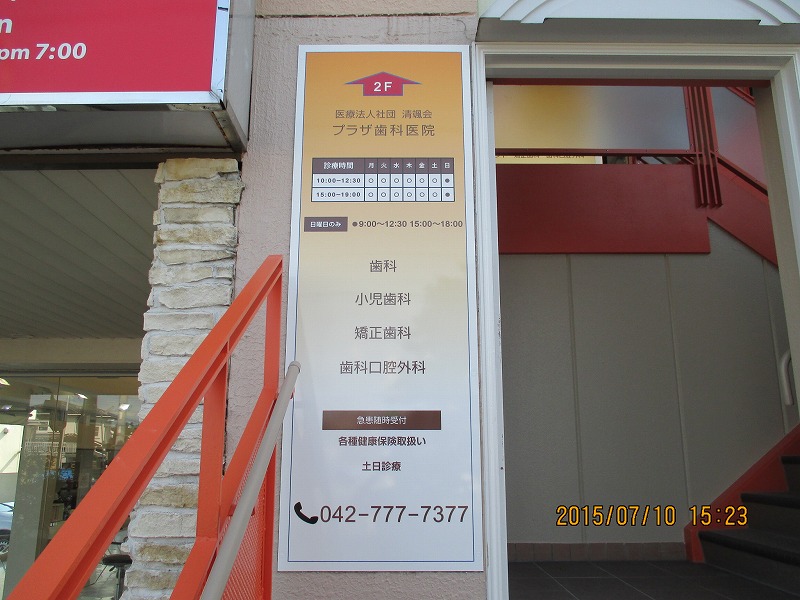 n
pm 7:00
2F
医療法人社団 清颯会
プラザ歯科医院
診療時間 月 火 水 木 金 土 日
10:00~12:30 ○ ○ ○ ○ ○ ○ ●
15:00~19:00 ○ ○ ○ ○ ○ ○ ●
日曜日のみ ●9:00~12:30 15:00~18:00
歯科
小児歯科
矯正歯科
歯科口腔外科
急患随時受付
各種健康保険取扱い
土日診療
042-777-7377
2015/07/10 15:23